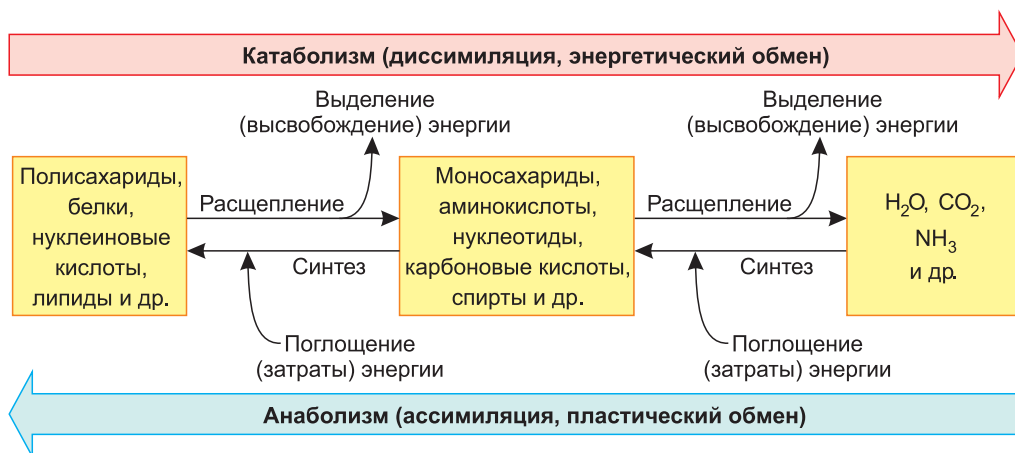 Катаболизм (диссимиляция, энергетический обмен)
Выделение
(высвобождение) энергии
Выделение
(высвобождение) энергии
Полисахариды,
белки,
нуклеиновые
кислоты,
липиды и др.
Расщепление
Синтез
Моносахариды,
аминокислоты,
нуклеотиды,
карбоновые кислоты,
спирты и др.
Расщепление
Синтез
H₂O, CO₂,
NH₃
и др.
Поглощение
(затраты) энергии
Поглощение
(затраты) энергии
Анаболизм (ассимиляция, пластический обмен)